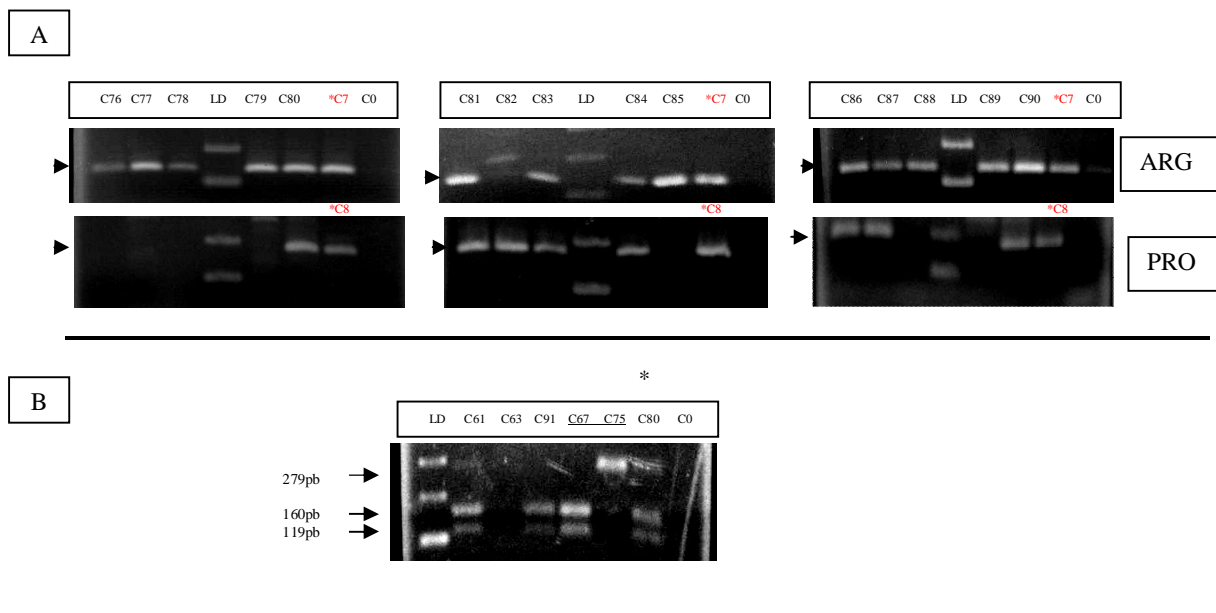 A
C76 C77 C78 LD C79 C80 *C7 C0
C81 C82 C83 LD C84 C85 *C7 C0
C86 C87 C88 LD C89 C90 *C7 C0
ARG
*C8
*C8
*C8
PRO
*
B
LD C61 C63 C91 C67 C75 C80 C0
279pb
160pb
119pb